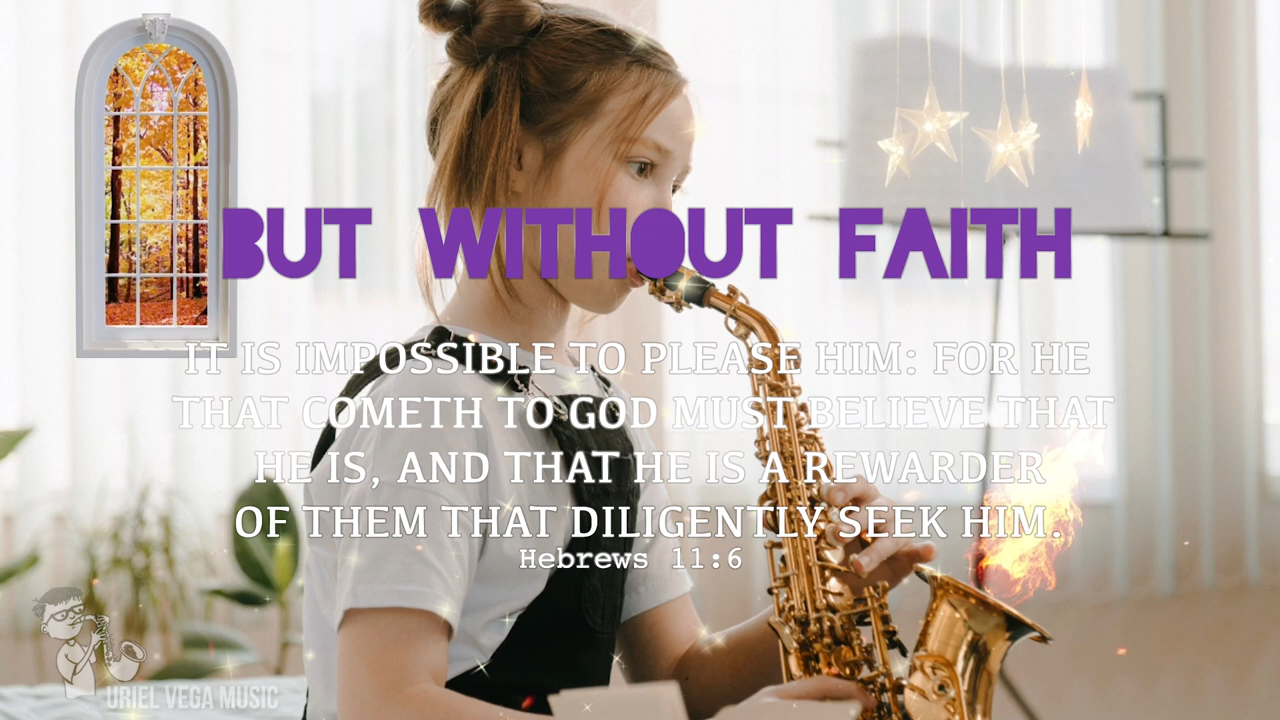 BUT WITHOUT FAITH
IT IS IMPOSSIBLE TO PLEASE HIM: FOR HE
THAT COMETH TO GOD MUST BELIEVE THAT
HE IS, AND THAT HE IS A REWARDER
OF THEM THAT DILIGENTLY SEEK HIM.
Hebrews 11:6
URIEL VEGA MUSIC